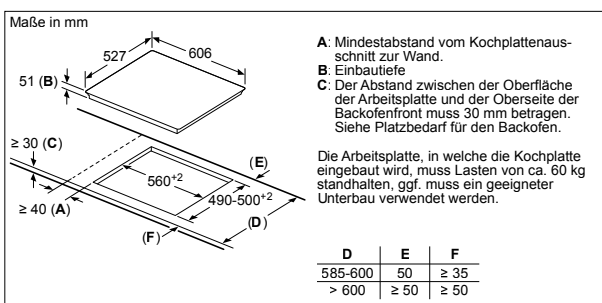 Maße in mm
527
606
51 (B)
≥ 30 (C)
(E)
560+2
490-500+2
≥ 40 (A)
(D)
(F)
A: Mindestabstand vom Kochplattenaus-
schnitt zur Wand.
B: Einbautiefe
C: Der Abstand zwischen der Oberfläche
der Arbeitsplatte und der Oberseite der
Backofenfront muss 30 mm betragen.
Siehe Platzbedarf für den Backofen.
Die Arbeitsplatte, in welche die Kochplatte
eingebaut wird, muss Lasten von ca. 60 kg
standhalten, ggf. muss ein geeigneter
Unterbau verwendet werden.
D E F
585-600 50 ≥ 35
> 600 ≥ 50 ≥ 50